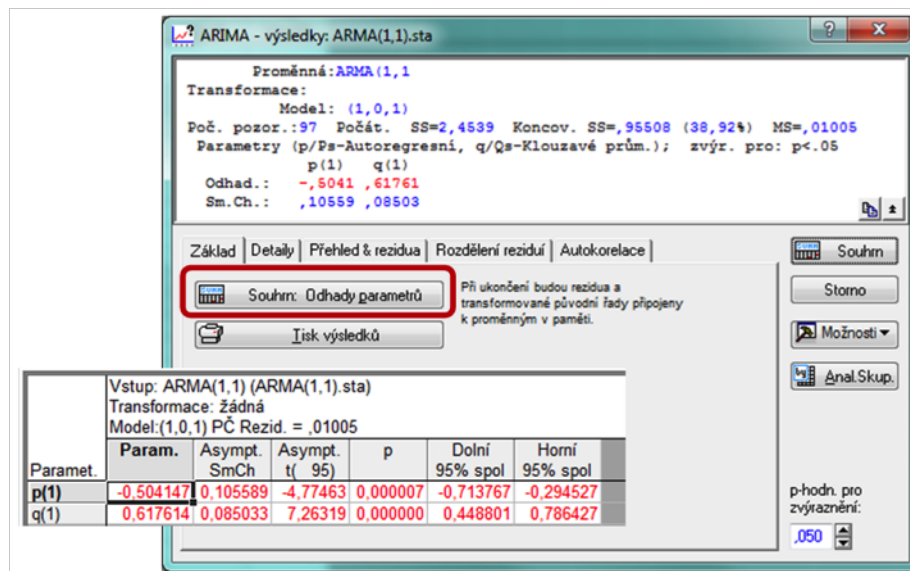 ARIMA - výsledky: ARMA(1,1).sta
Proměnná:ARMA(1,1
Transformace:
Model: (1,0,1)
Poč. pozor.:97 Počát. SS=2,4539 Koncov. SS=,95508 (38,92%) MS=,01005
Parametry (p/Ps-Autoregresní, q/Qs-Klouzavé prům.); zvýr. pro: p<.05
p(1) q(1)
Odhad.: -,5041 ,61761
Sm.Ch.: ,10559 ,08503
Základ Detaily Přehled & rezidua Rozdělení reziduí Autokorelace
Souhrn
Souhrn: Odhady parametrů
Při ukončení budou rezidua a
transformované původní řady připojeny
k proměnným v paměti.
Storno
Tisk výsledků
Možnosti
Anal.Skup.
Vstup: ARMA(1,1) (ARMA(1,1).sta)
Transformace: žádná
Model:(1,0,1) PČ Rezid. = ,01005
Paramet. Param. Asympt. SmCh Asympt. t( 95) p Dolní 95% spol Horní 95% spol
p(1) -0,504147 0,105589 -4,77463 0,000007 -0,713767 -0,294527
q(1) 0,617614 0,085033 7,26319 0,000000 0,448801 0,786427
p-hodn. pro
zvýraznění:
,050